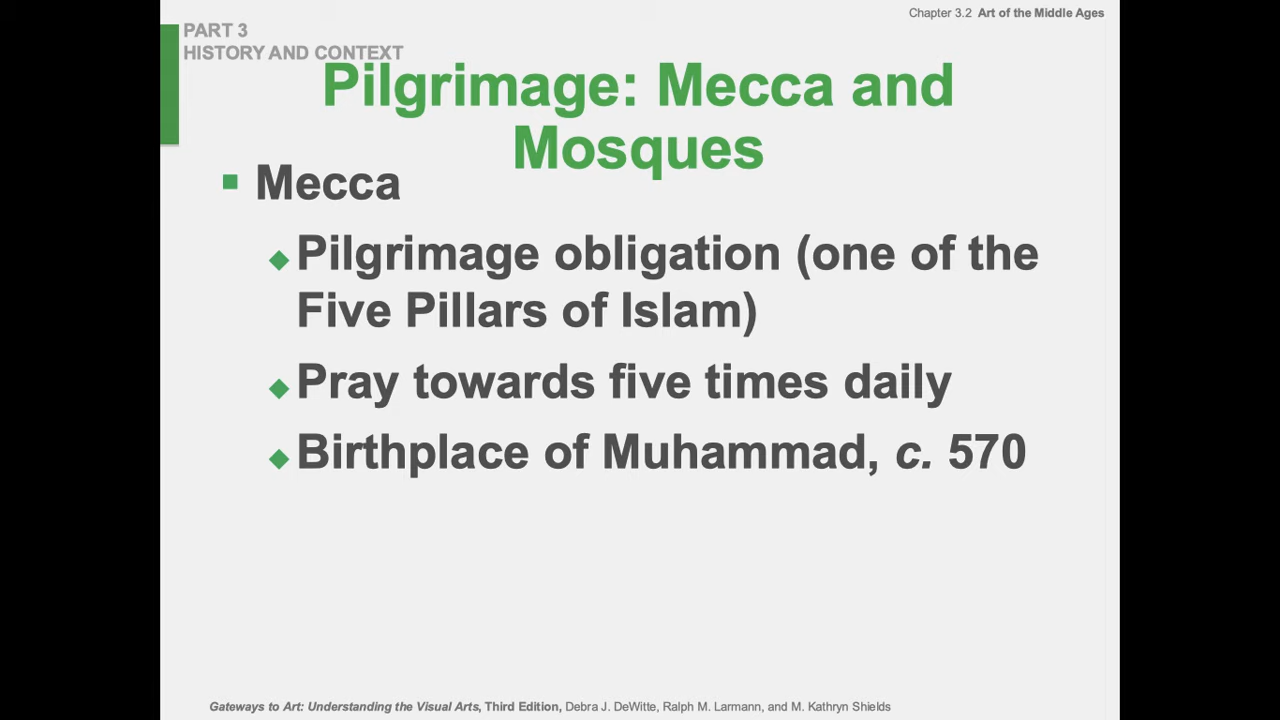 Chapter 3.2 Art of the Middle Ages
PART 3
HISTORY AND CONTEXT
Pilgrimage: Mecca and
Mosques
Mecca
Pilgrimage obligation (one of the
Five Pillars of Islam)
Pray towards five times daily
Birthplace of Muhammad, c. 570
Gateways to Art: Understanding the Visual Arts, Third Edition, Debra J. DeWitte, Ralph M. Larmann, and M. Kathryn Shields